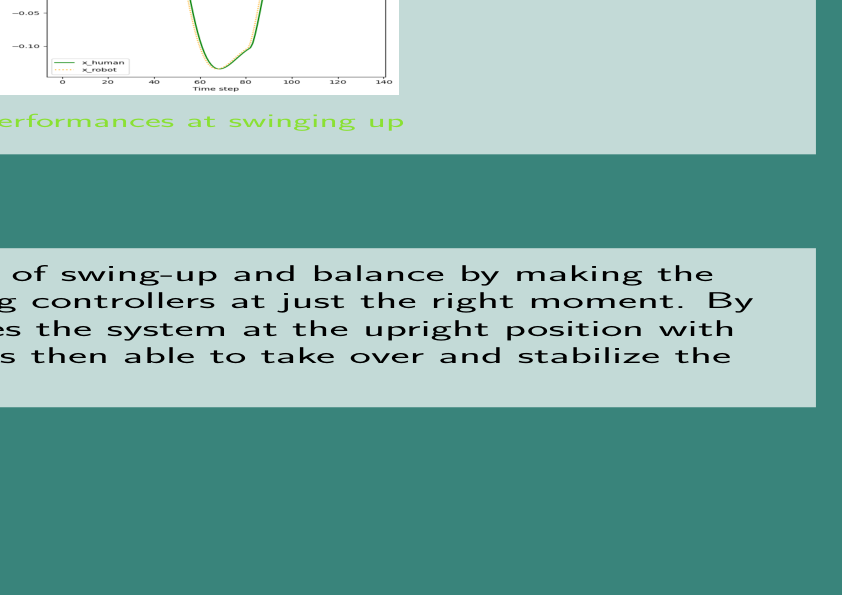 −0.05
−0.10
x_human
x_robot
0 20 40 60 80 100 120 140
Time step
erformances at swinging up
of swing-up and balance by making the
g controllers at just the right moment. By
es the system at the upright position with
s then able to take over and stabilize the